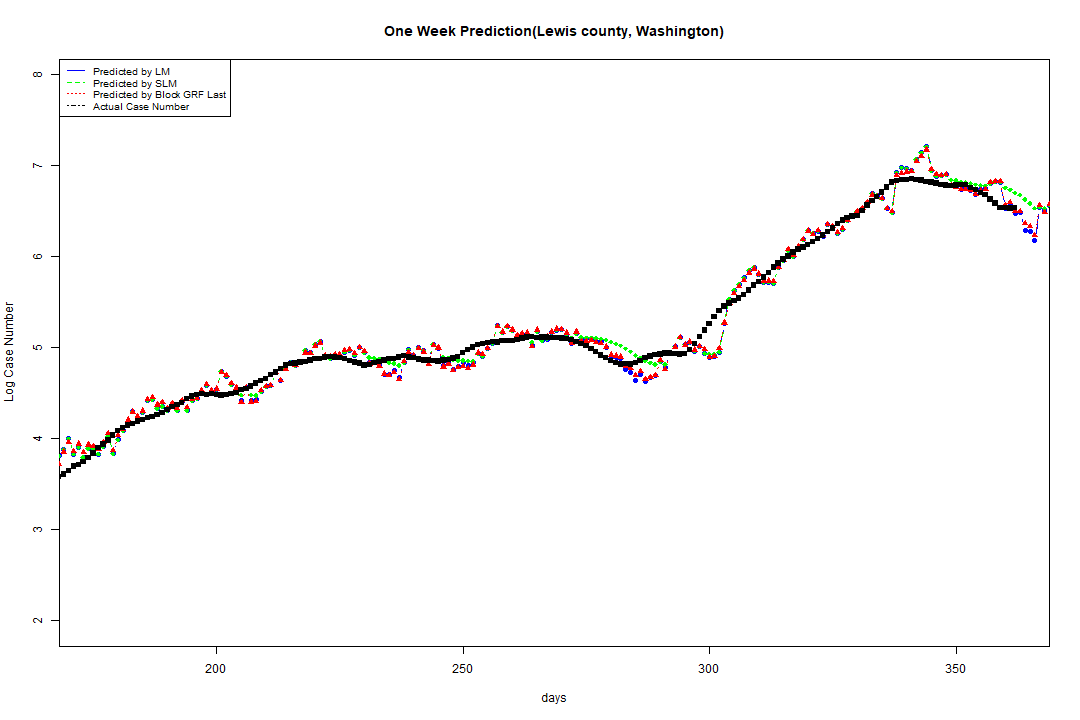 One Week Prediction(Lewis county, Washington)
Predicted by LM
Predicted by SLM
Predicted by Block GRF Last
Actual Case Number
8
7
6
5
4
3
2
Log Case Number
200
250
300
350
days